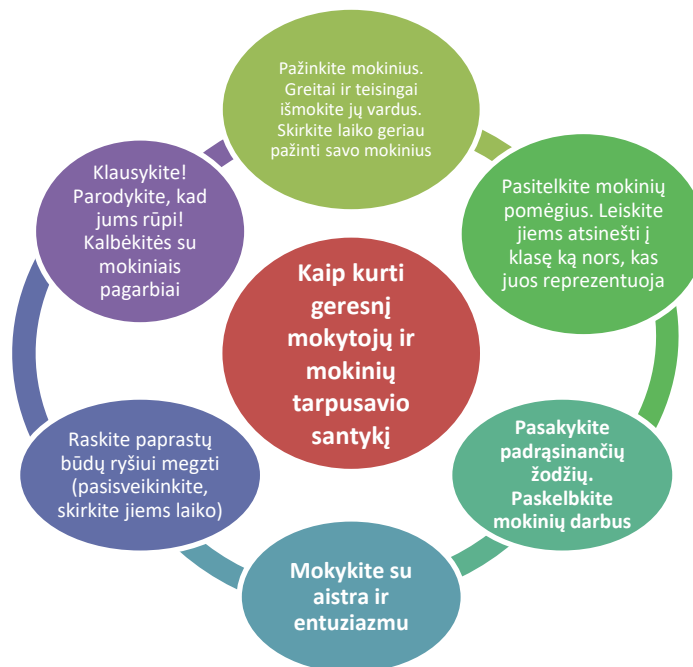 Pažinkite mokinius.
Greitai ir teisingai
išmokite jų vardus.
Skirkite laiko geriau
pažinti savo mokinius
Pasitelkite mokinių
pomėgius. Leiskite
jiems atsinešti į
klasę ką nors, kas
juos reprezentuoja
Pasakykite
padrąsinančių
žodžių.
Paskelbkite
mokinių darbus
Mokykite su
aistra ir
entuziazmu
Raskite paprastų
būdų ryšiui megzti
(pasisveikinkite,
skirkite jiems laiko)
Klausykite!
Parodykite, kad
jums rūpi!
Kalbėkitės su
mokiniais
pagarbiai
Kaip kurti
geresnį
mokytojų ir
mokinių
tarpusavio
santykį